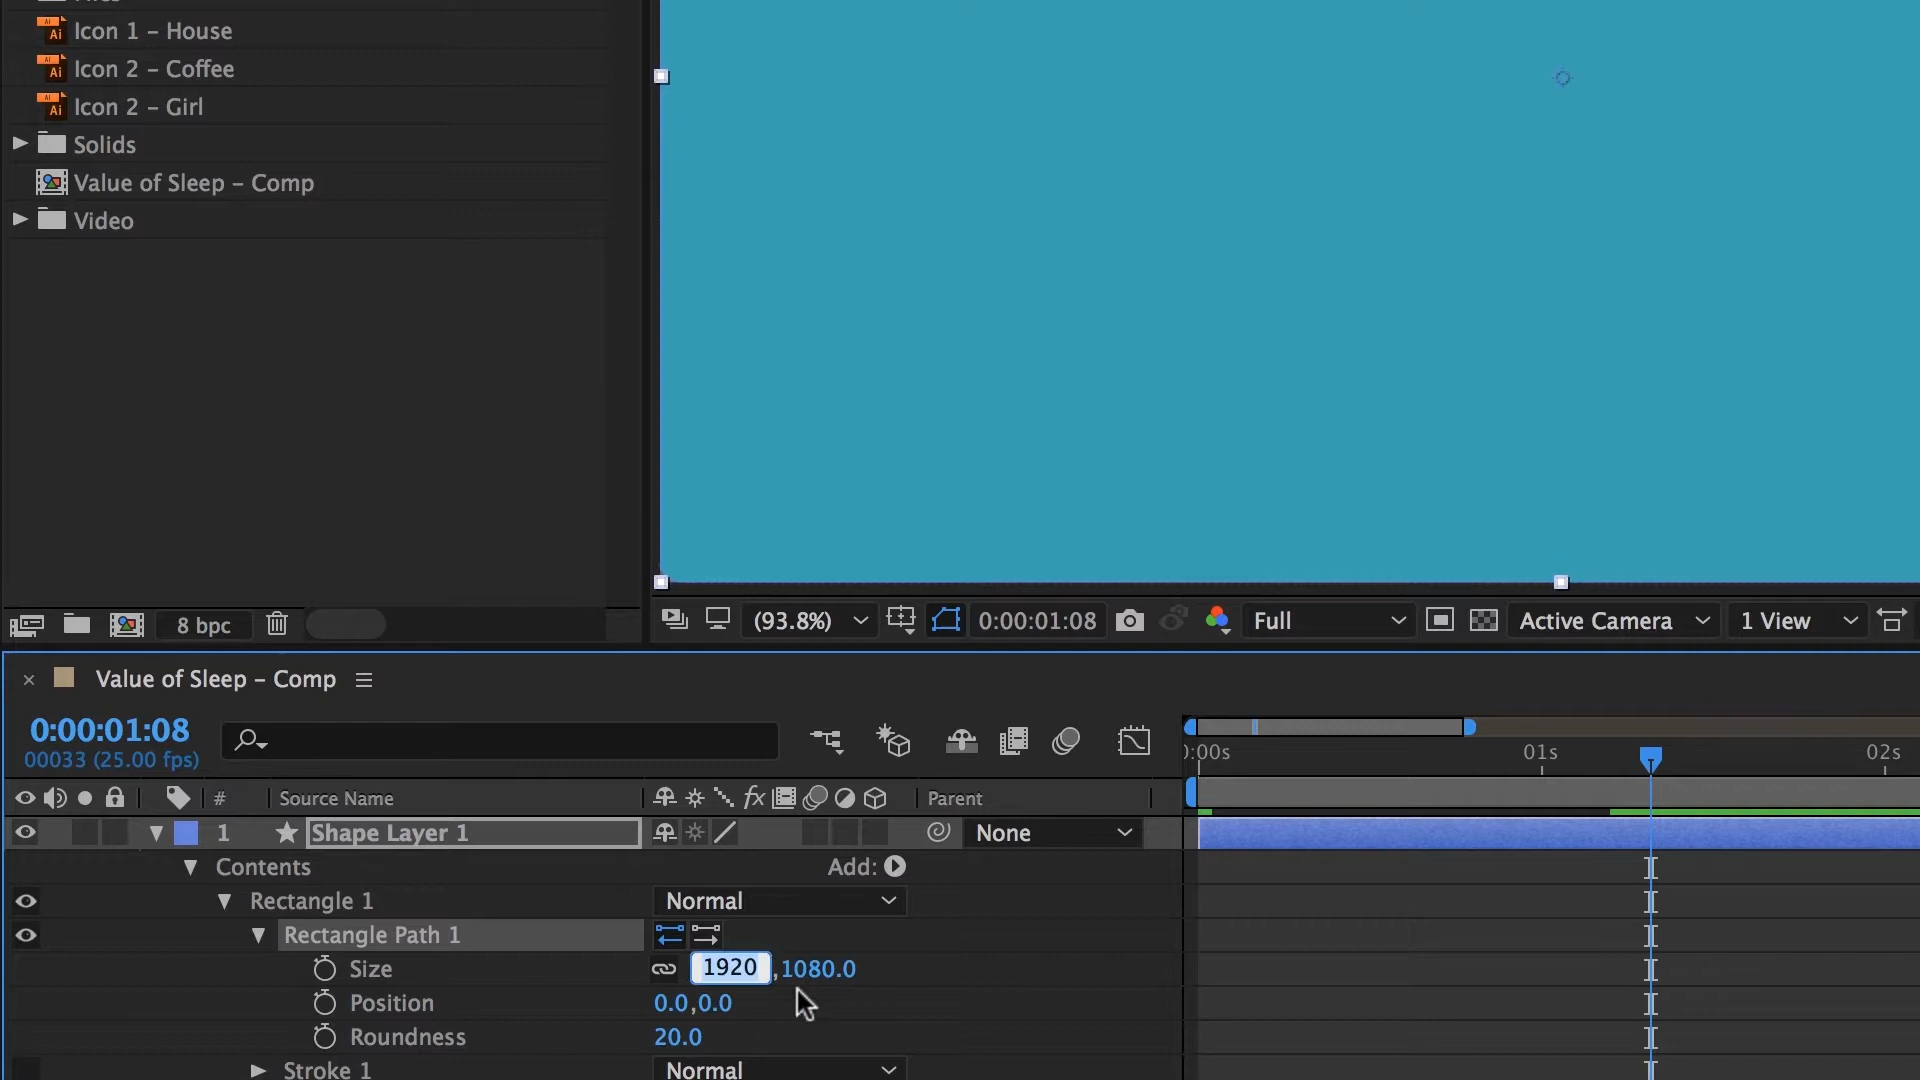 Icon 1 – House
Icon 2 – Coffee
Icon 2 – Girl
Solids
Value of Sleep – Comp
Video
8 bpc
(93.8%)
0:00:01:08
Full
Active Camera
1 View
× Value of Sleep – Comp
0:00:01:08
00033 (25.00 fps)
:00s
01s
02s
#
Source Name
fx
Parent
1
Shape Layer 1
None
Contents
Add:
Rectangle 1
Normal
Rectangle Path 1
Size
1920,1080.0
Position
0.0,0.0
Roundness
20.0
Stroke 1
Normal